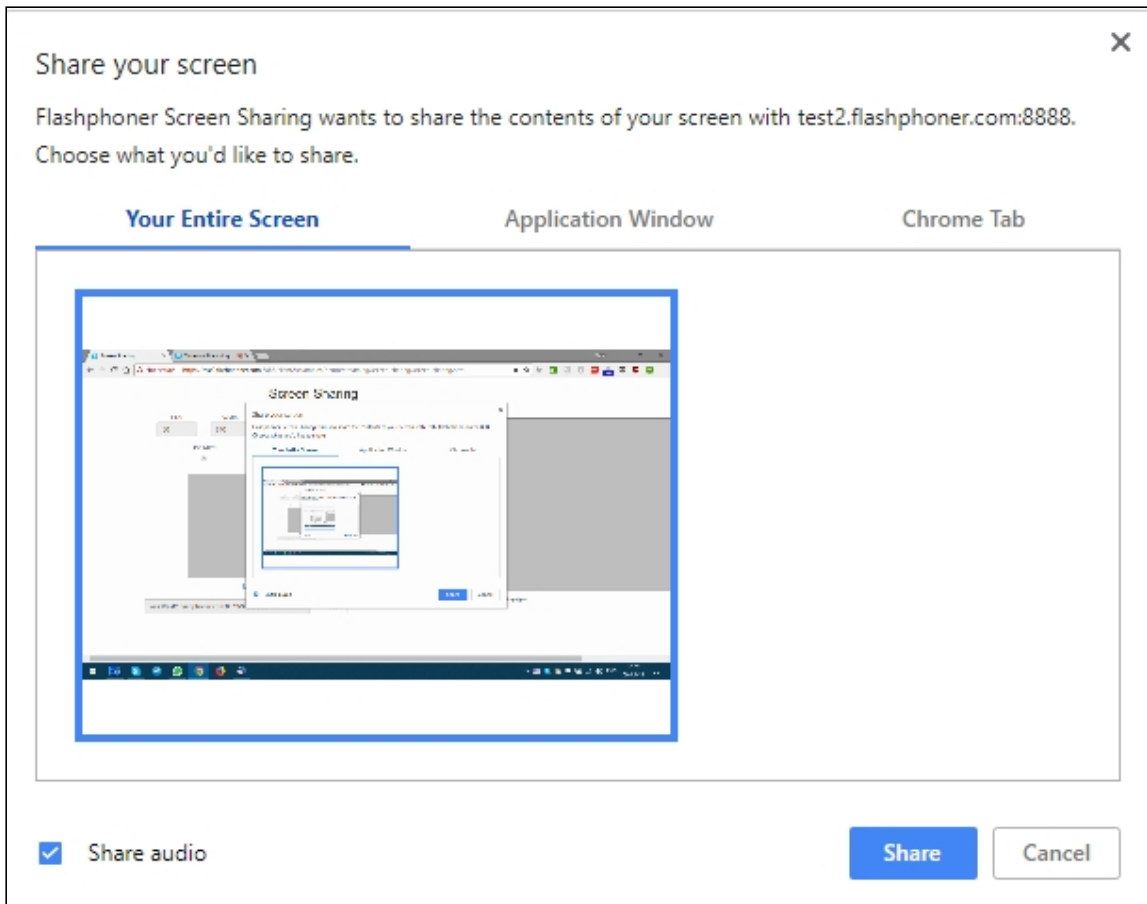 Share your screen
Flashphoner Screen Sharing wants to share the contents of your screen with test2.flashphoner.com:8888.
Choose what you'd like to share.
Your Entire Screen Application Window Chrome Tab
Screen Sharing
Share audio Share Cancel